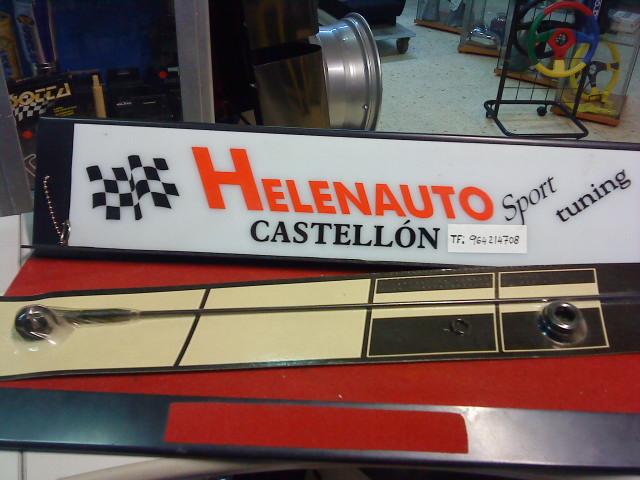 HELENAUTO Sport tuning
CASTELLÓN TF. 964214708